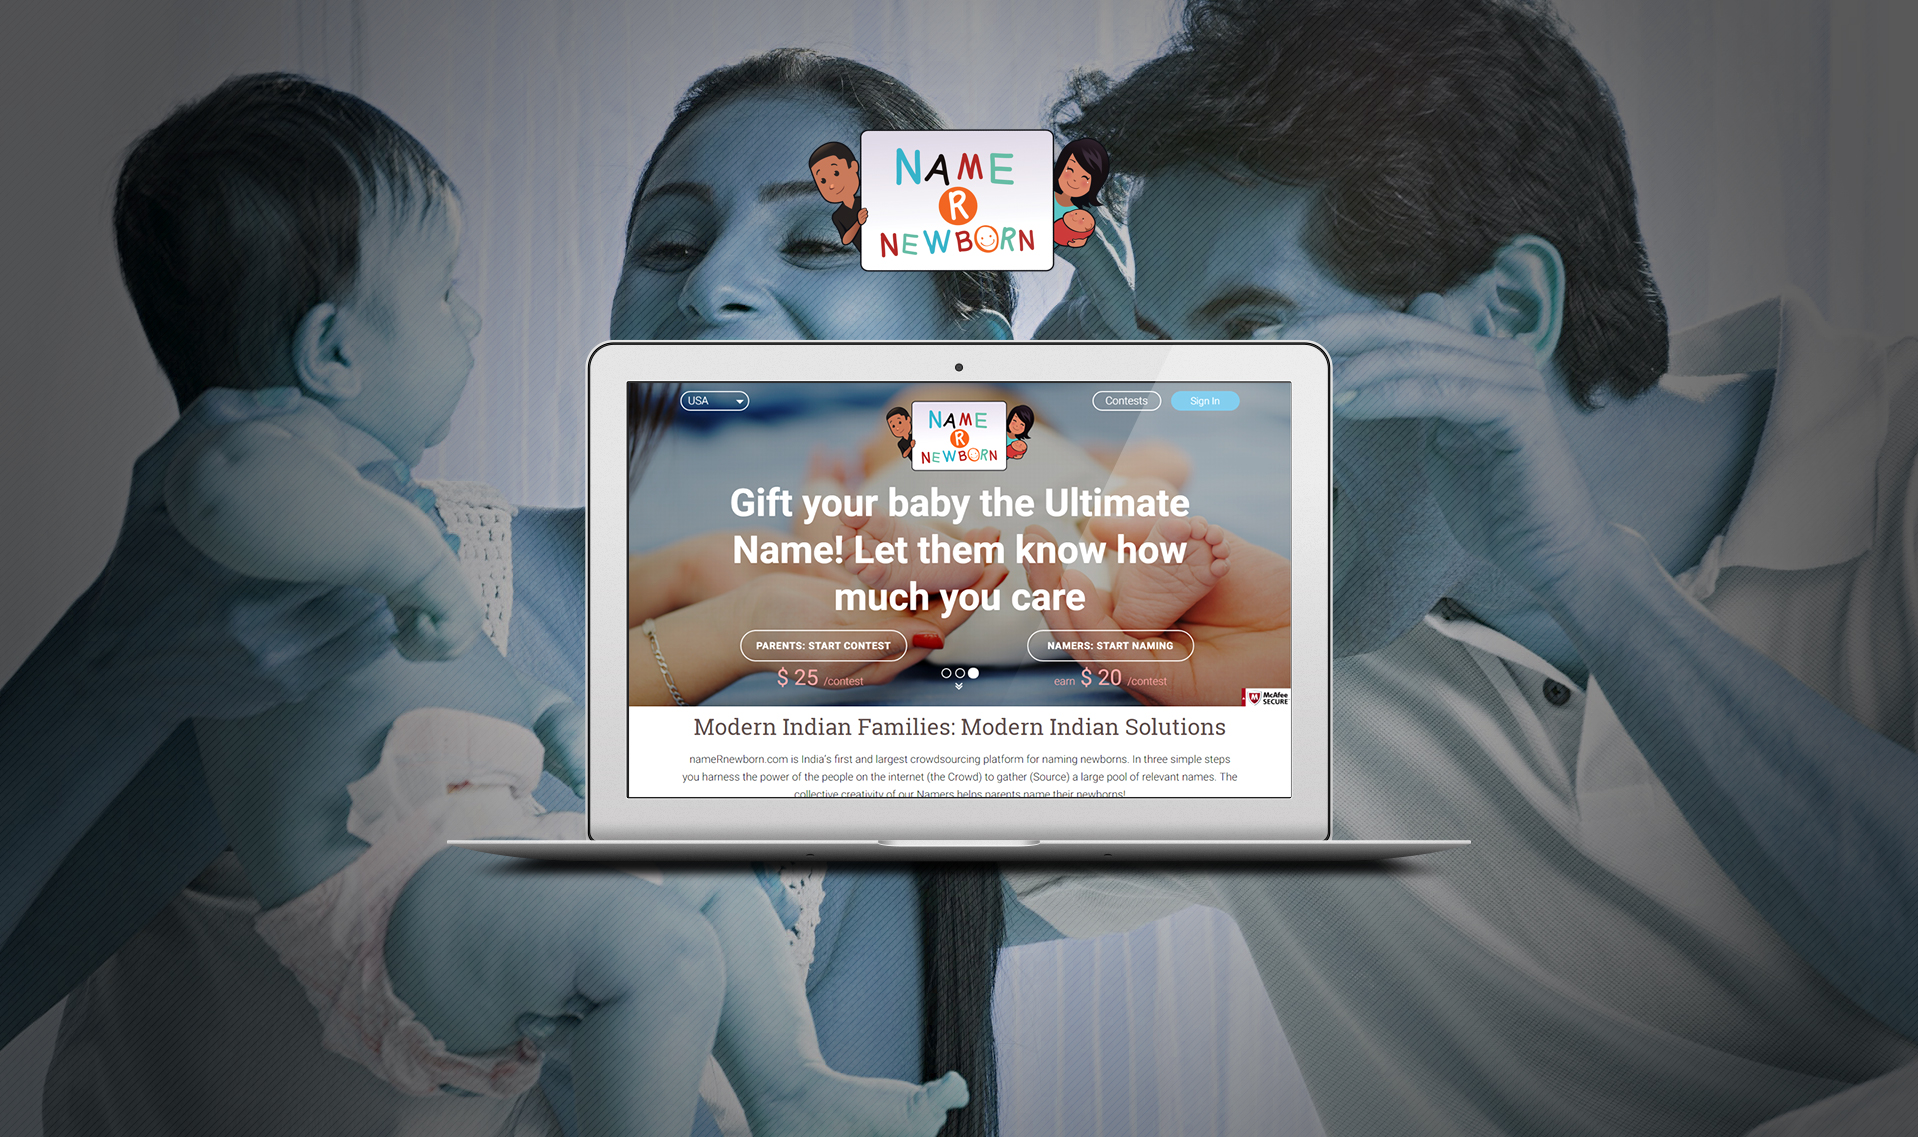 NAME
R
NEWBORN
USA
Contests
Sign In
NAME
R
NEWBORN
Gift your baby the Ultimate
Name! Let them know how
much you care
PARENTS: START CONTEST
NAMERS: START NAMING
$ 25 /contest
earn $ 20 /contest
McAfee
SECURE
Modern Indian Families: Modern Indian Solutions
nameRnewborn.com is India's first and largest crowdsourcing platform for naming newborns. In three simple steps
you harness the power of the people on the internet (the Crowd) to gather (Source) a large pool of relevant names. The
collective creativity of our Namers helps parents name their newborns!